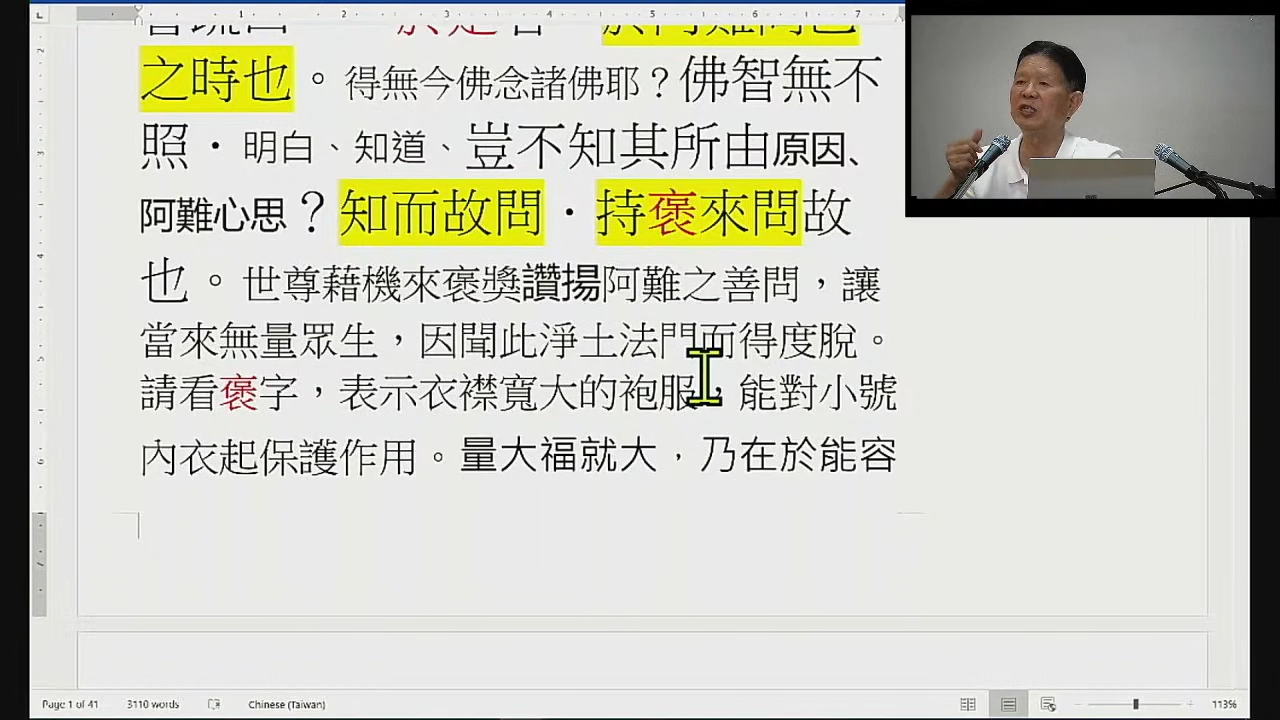 之時也。得無今佛念諸佛耶？佛智無不
照．明白、知道、豈不知其所由原因、
阿難心思？知而故問．持褒來問故
也。世尊藉機來褒獎讚揚阿難之善問，讓
當來無量眾生，因聞此淨土法門而得度脫。
請看褒字，表示衣襟寬大的袍服，能對小號
內衣起保護作用。量大福就大，乃在於能容
Page 1 of 41 3110 words Chinese (Taiwan) 113%